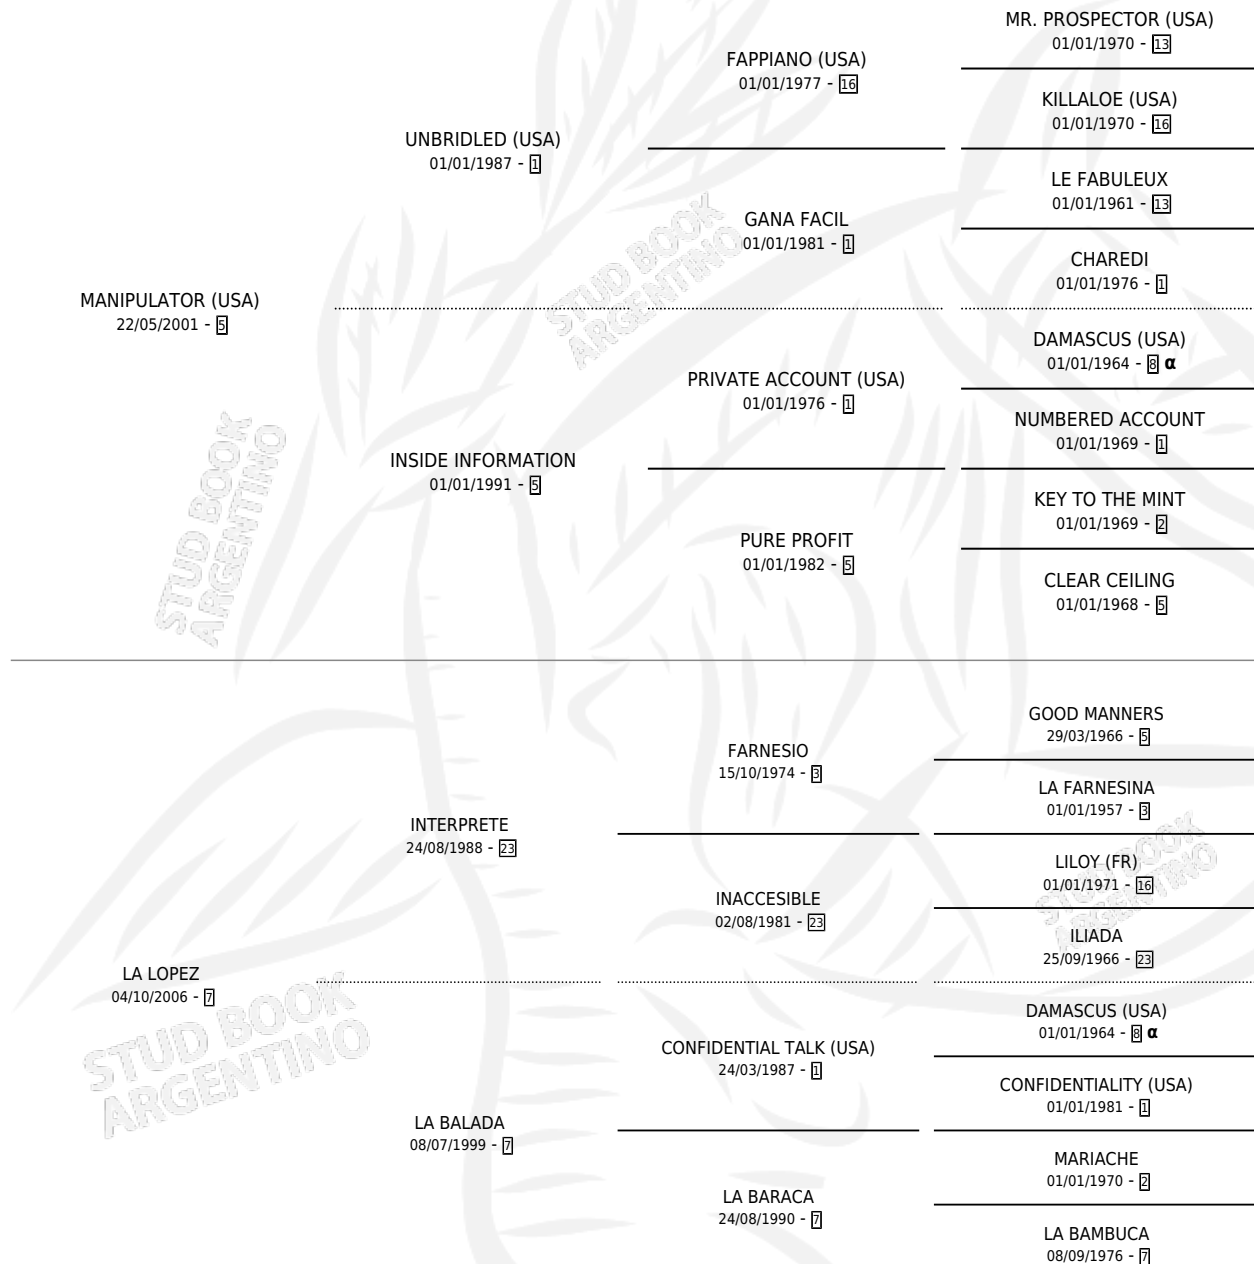 MR. PROSPECTOR (USA)
01/01/1970 - 13
FAPPIANO (USA)
01/01/1977 - 16
KILLALOE (USA)
01/01/1970 - 16
UNBRIDLED (USA)
01/01/1987 - 1
LE FABULEUX
01/01/1961 - 13
GANA FACIL
01/01/1981 - 1
CHAREDI
01/01/1976 - 1
MANIPULATOR (USA)
22/05/2001 - 5
STUD BOOK
ARGENTINO
DAMASCUS (USA)
01/01/1964 - 8 α
PRIVATE ACCOUNT (USA)
01/01/1976 - 1
NUMBERED ACCOUNT
01/01/1969 - 1
INSIDE INFORMATION
01/01/1991 - 5
KEY TO THE MINT
01/01/1969 - 2
PURE PROFIT
01/01/1982 - 5
CLEAR CEILING
01/01/1968 - 5
STUD BOOK
ARGENTINO
GOOD MANNERS
29/03/1966 - 5
FARNESIO
15/10/1974 - 3
LA FARNESINA
01/01/1957 - 3
INTERPRETE
24/08/1988 - 23
LILOY (FR)
01/01/1971 - 16
INACCESIBLE
02/08/1981 - 23
ILIADA
25/09/1966 - 23
STUD BOOK
ARGENTINO
LA LOPEZ
04/10/2006 - 7
STUD BOOK
ARGENTINO
DAMASCUS (USA)
01/01/1964 - 8 α
CONFIDENTIAL TALK (USA)
24/03/1987 - 1
CONFIDENTIALITY (USA)
01/01/1981 - 1
LA BALADA
08/07/1999 - 7
MARIACHE
01/01/1970 - 2
LA BARACA
24/08/1990 - 7
LA BAMBUCA
08/09/1976 - 7